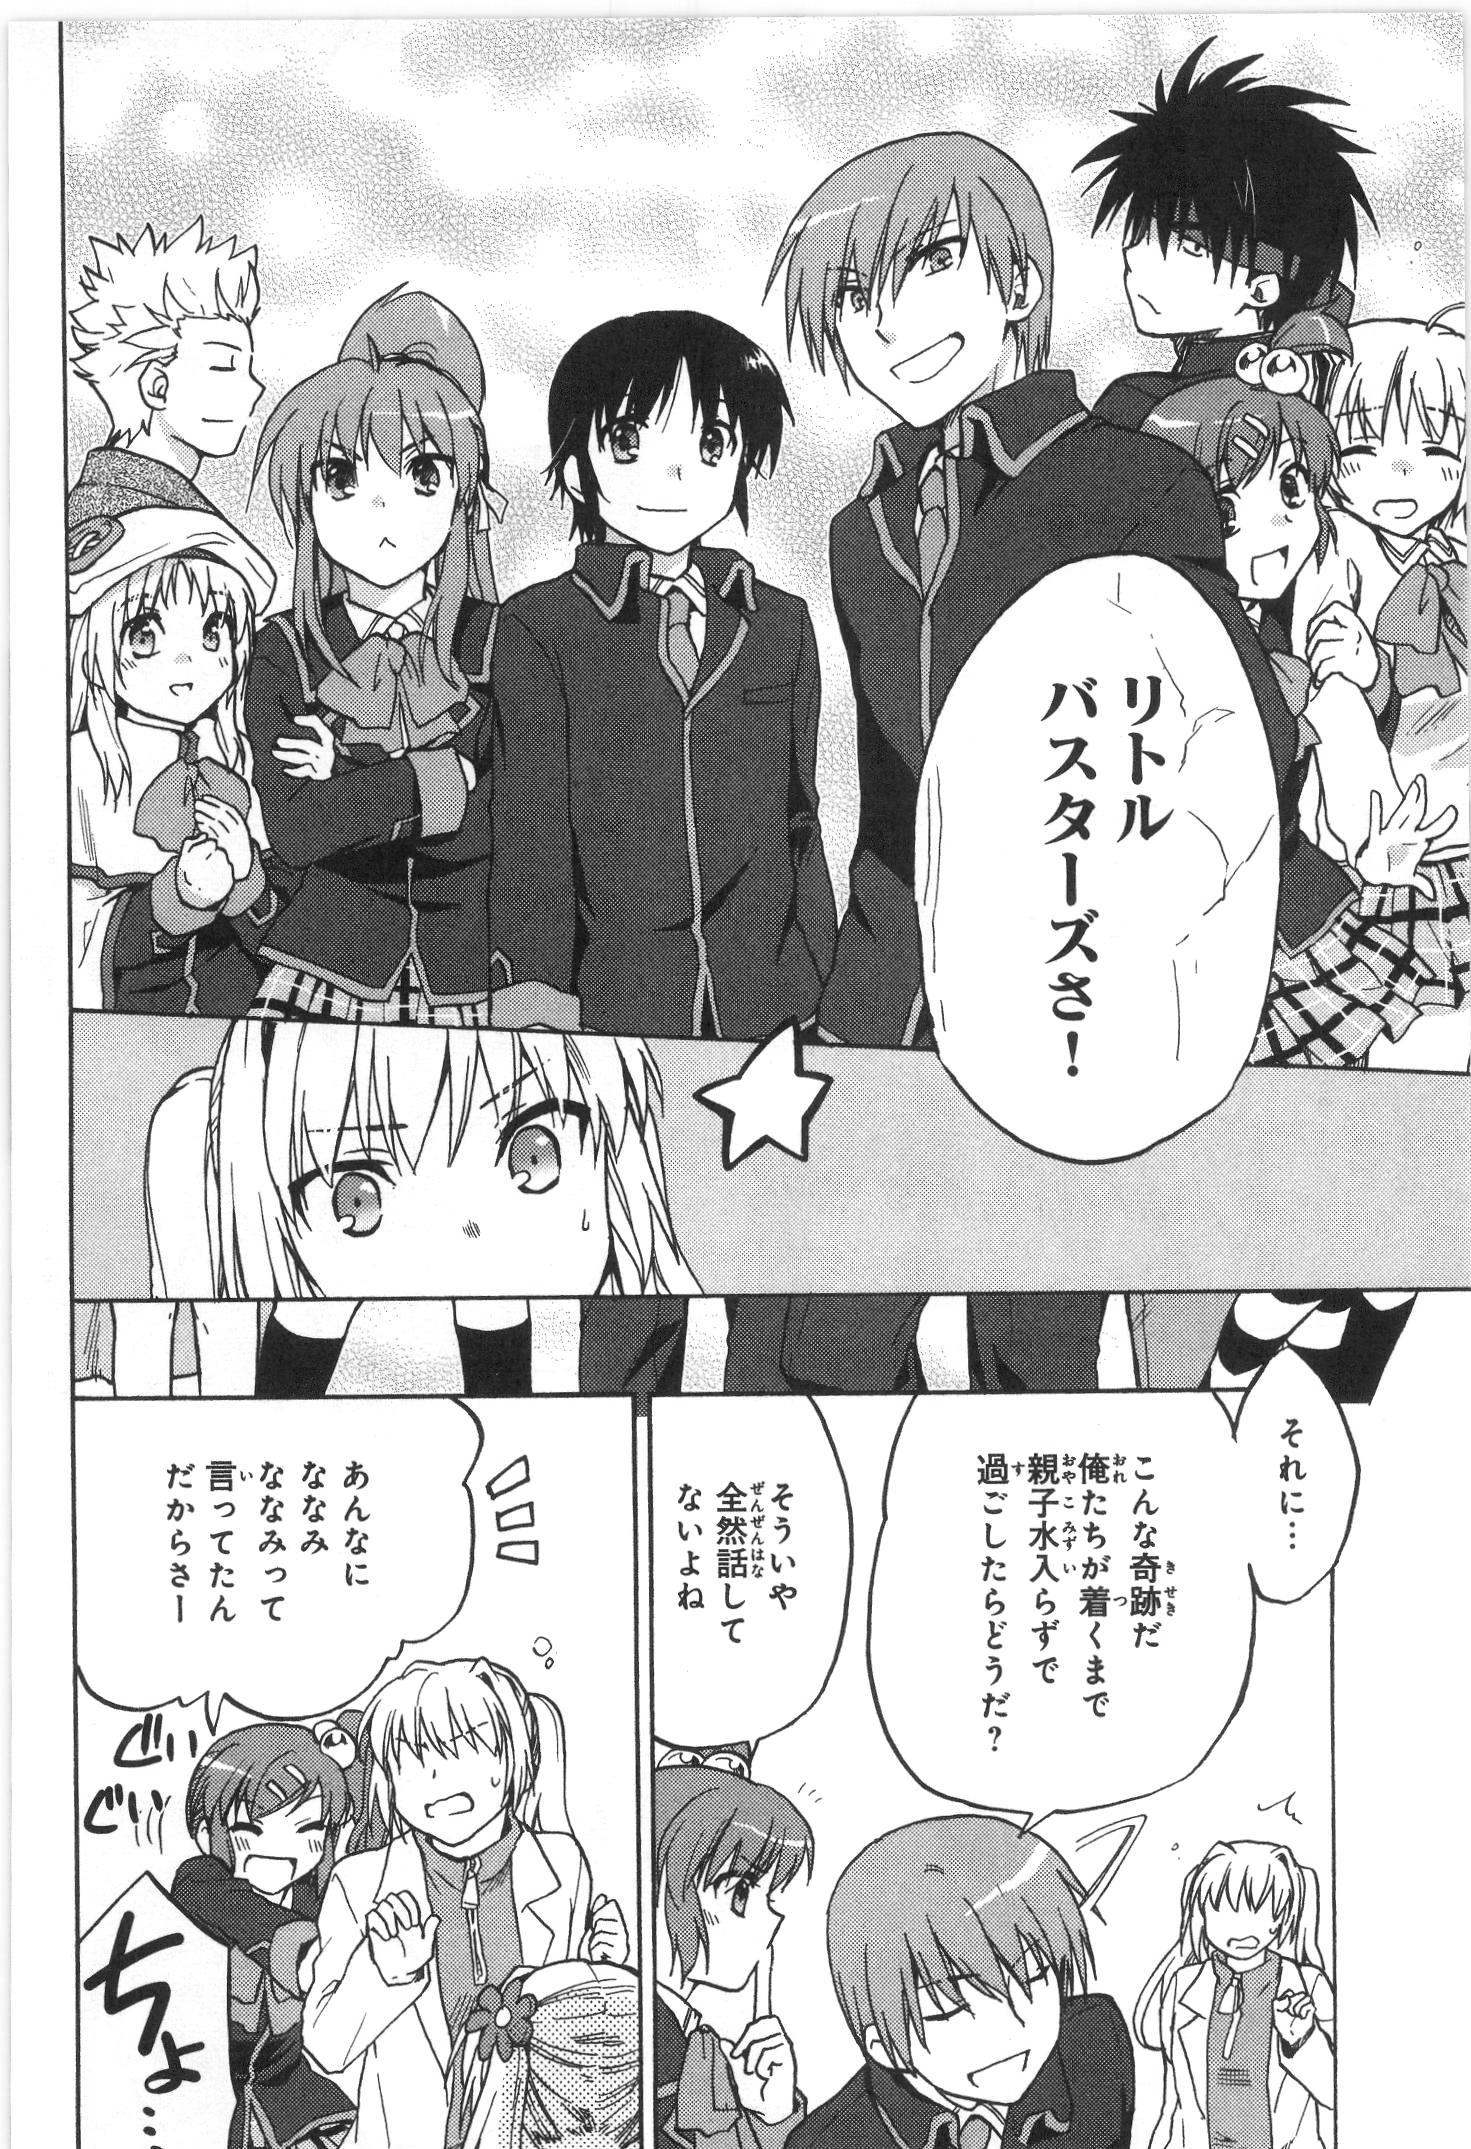 リトル
バスターズさ!
それに…
こんな奇跡だ
俺たちが着くまで
親子水入らずで
過ごしたらどうだ?
そういや
全然話して
ないよね
あんなに
ななみ
ななみって
言ってたん
だからさー
ぐいっ
ぐい
ちょ……